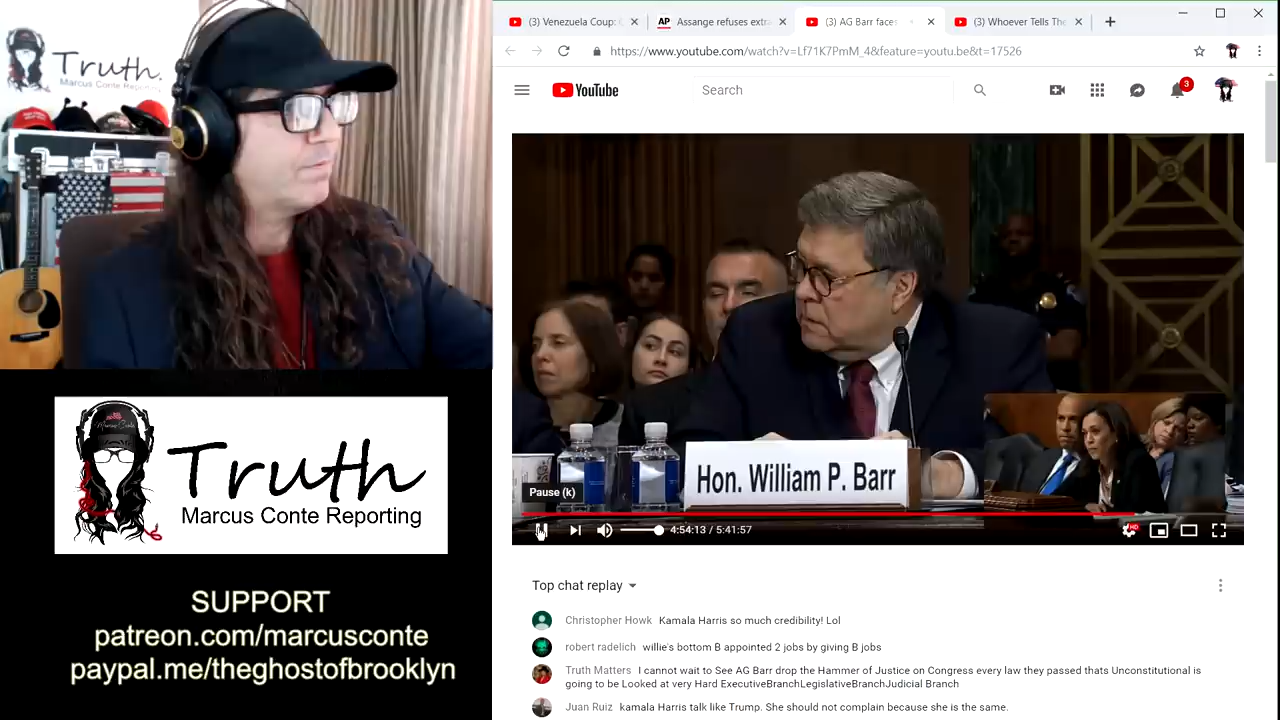 Truth.
Marcus Conte Reporting
(3) Venezuela Coup:
AP Assange refuses extra
(3) AG Barr faces
(3) Whoever Tells The
https://www.youtube.com/watch?v=Lf71K7PmM_4&feature=youtu.be&t=17526
YouTube
Search
3
Hon. William P. Barr
Pause (k)
4:54:13 / 5:41:57
HD
Marcus Conte
Truth
Marcus Conte Reporting
SUPPORT
patreon.com/marcusconte
paypal.me/theghostofbrooklyn
Top chat replay
Christopher Howk Kamala Harris so much credibility! Lol
robert radelich willie's bottom B appointed 2 jobs by giving B jobs
Truth Matters I cannot wait to See AG Barr drop the Hammer of Justice on Congress every law they passed thats Unconstitutional is
going to be Looked at very Hard ExecutiveBranchLegislativeBranchJudicial Branch
Juan Ruiz kamala Harris talk like Trump. She should not complain because she is the same.